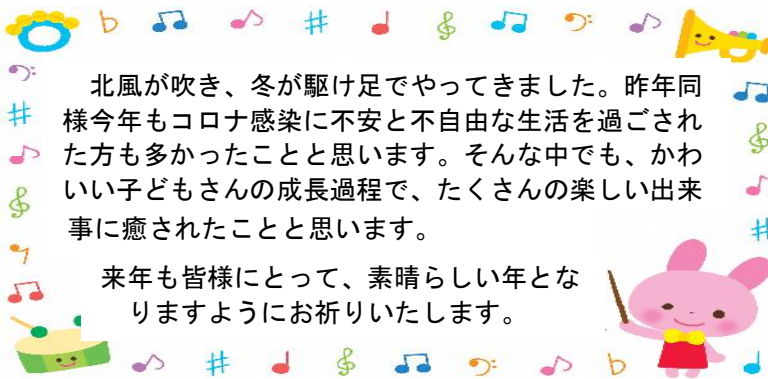 北風が吹き、冬が駆け足でやってきました。昨年同
様今年もコロナ感染に不安と不自由な生活を過ごされ
た方も多かったことと思います。そんな中でも、かわ
いい子どもさんの成長過程で、たくさんの楽しい出来
事に癒されたことと思います。
来年も皆様にとって、素晴らしい年とな
りますようにお祈りいたします。